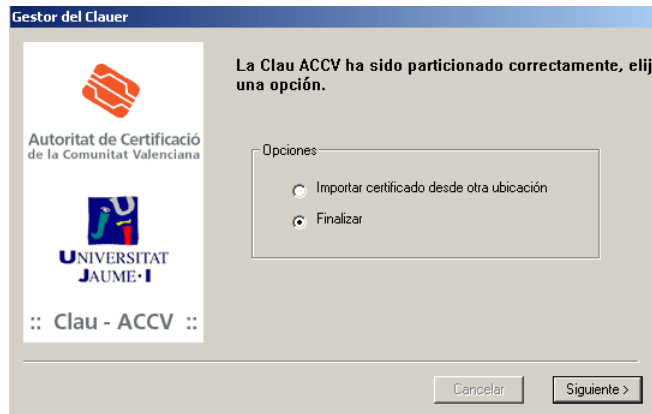 Gestor del Clauer
La Clau ACCV ha sido particionado correctamente, elij
una opción.
Autoritat de Certificació
de la Comunitat Valenciana
Opciones
Importar certificado desde otra ubicación
Finalizar
UNIVERSITAT
JAUME·I
:: Clau - ACCV ::
Cancelar
Siguiente >